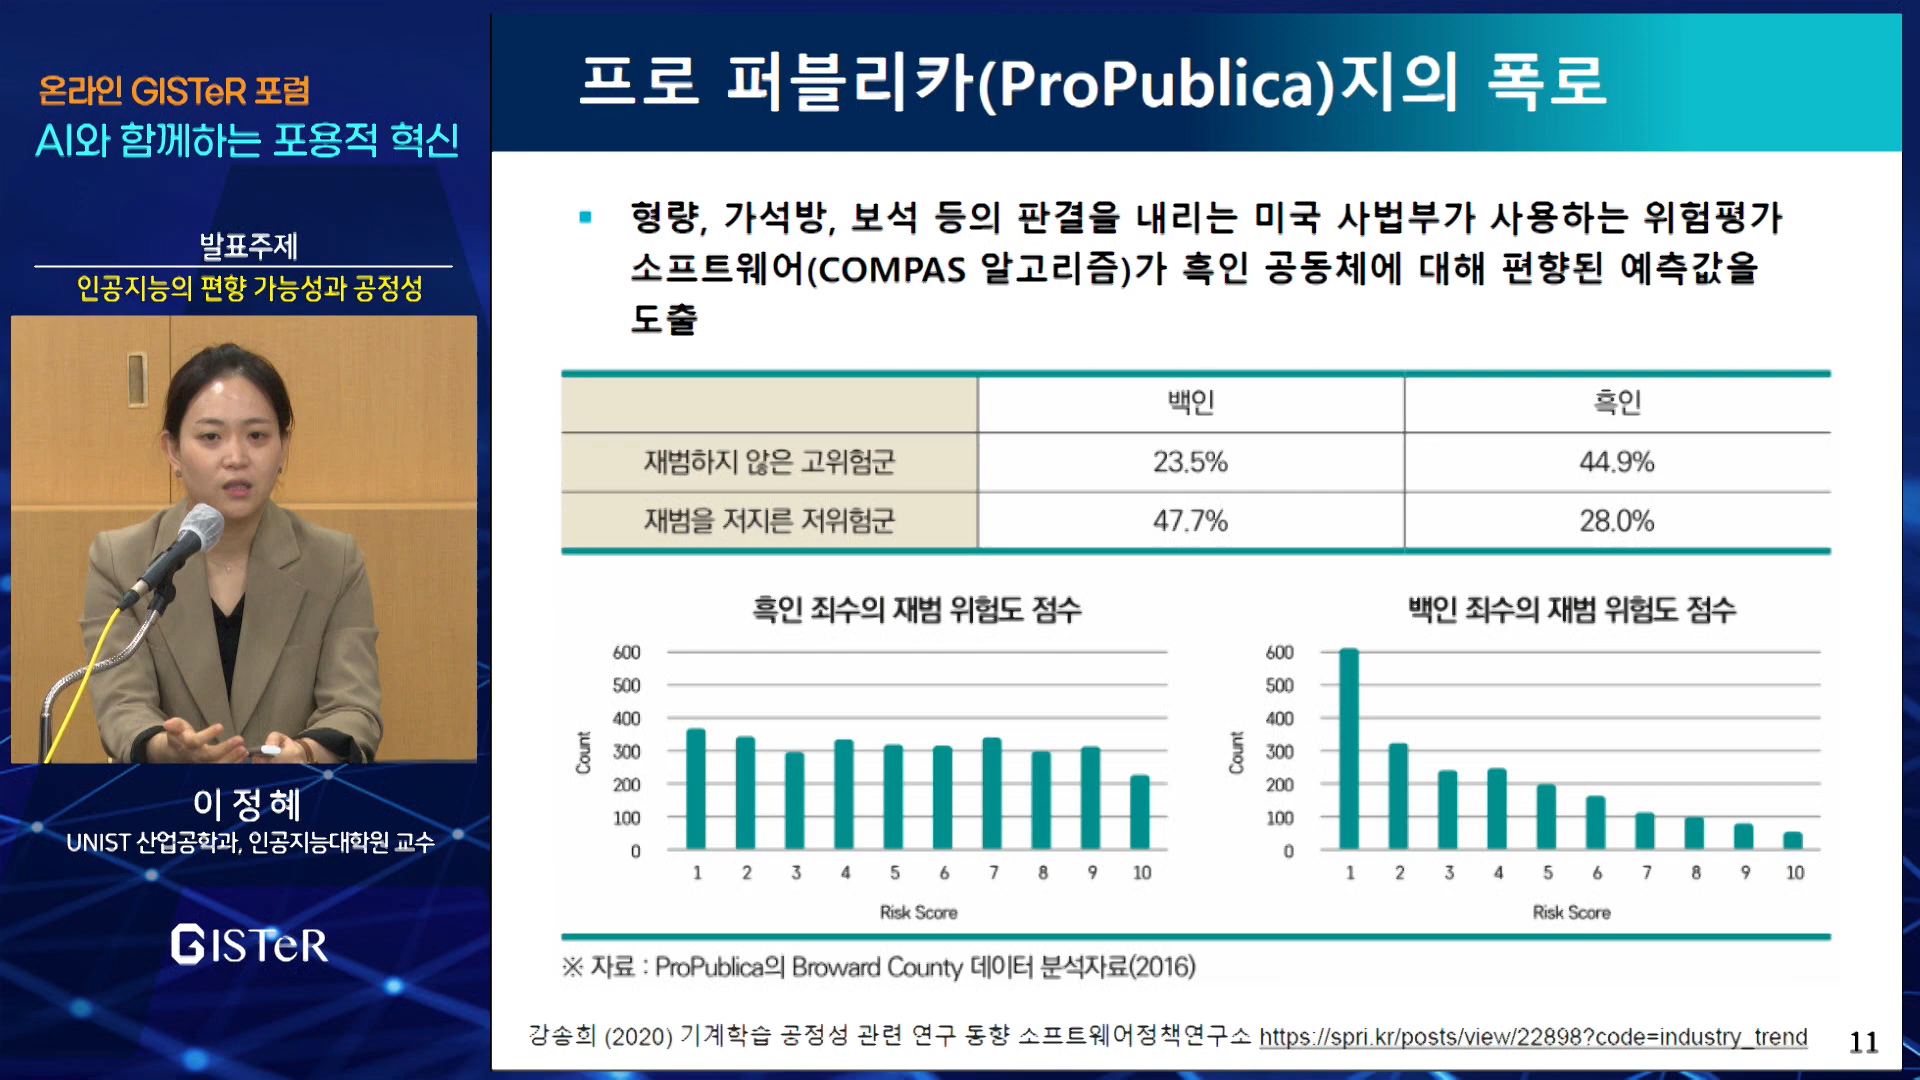 온라인 GISTeR 포럼
AI와 함께하는 포용적 혁신
발표주제
인공지능의 편향 가능성과 공정성
이 정 혜
UNIST 산업공학과, 인공지능대학원 교수
GISTeR
프로 퍼블리카(ProPublica)지의 폭로
형량, 가석방, 보석 등의 판결을 내리는 미국 사법부가 사용하는 위험평가
소프트웨어(COMPAS 알고리즘)가 흑인 공동체에 대해 편향된 예측값을
도출
백인 흑인
재범하지 않은 고위험군 23.5% 44.9%
재범을 저지른 저위험군 47.7% 28.0%
흑인 죄수의 재범 위험도 점수
600
500
400
300
200
100
0
Count
1 2 3 4 5 6 7 8 9 10
Risk Score
백인 죄수의 재범 위험도 점수
600
500
400
300
200
100
0
Count
1 2 3 4 5 6 7 8 9 10
Risk Score
※ 자료 : ProPublica의 Broward County 데이터 분석자료(2016)
강송희 (2020) 기계학습 공정성 관련 연구 동향 소프트웨어정책연구소 https://spri.kr/posts/view/22898?code=industry_trend
11